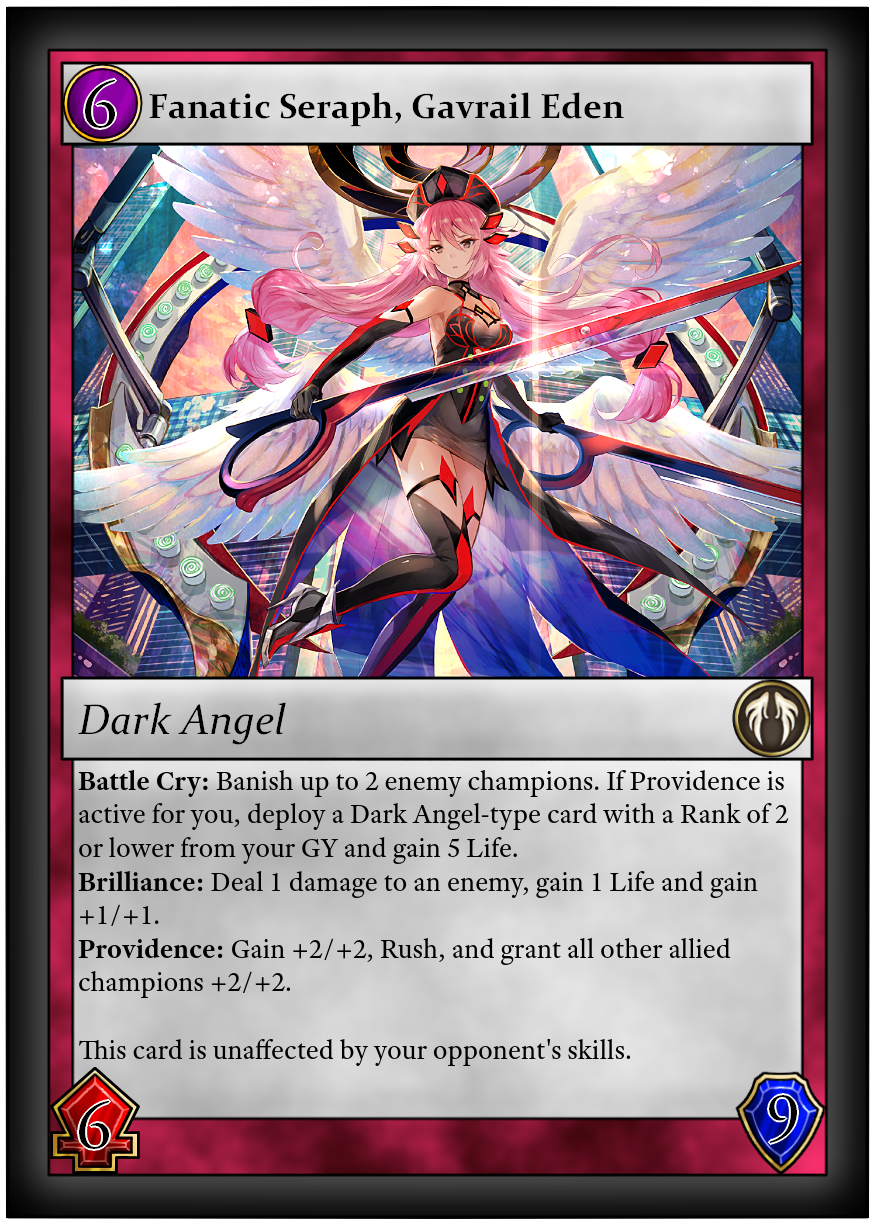 6
Fanatic Seraph, Gavrail Eden
Dark Angel
Battle Cry: Banish up to 2 enemy champions. If Providence is
active for you, deploy a Dark Angel-type card with a Rank of 2
or lower from your GY and gain 5 Life.
Brilliance: Deal 1 damage to an enemy, gain 1 Life and gain
+1/+1.
Providence: Gain +2/+2, Rush, and grant all other allied
champions +2/+2.
This card is unaffected by your opponent's skills.
6
9